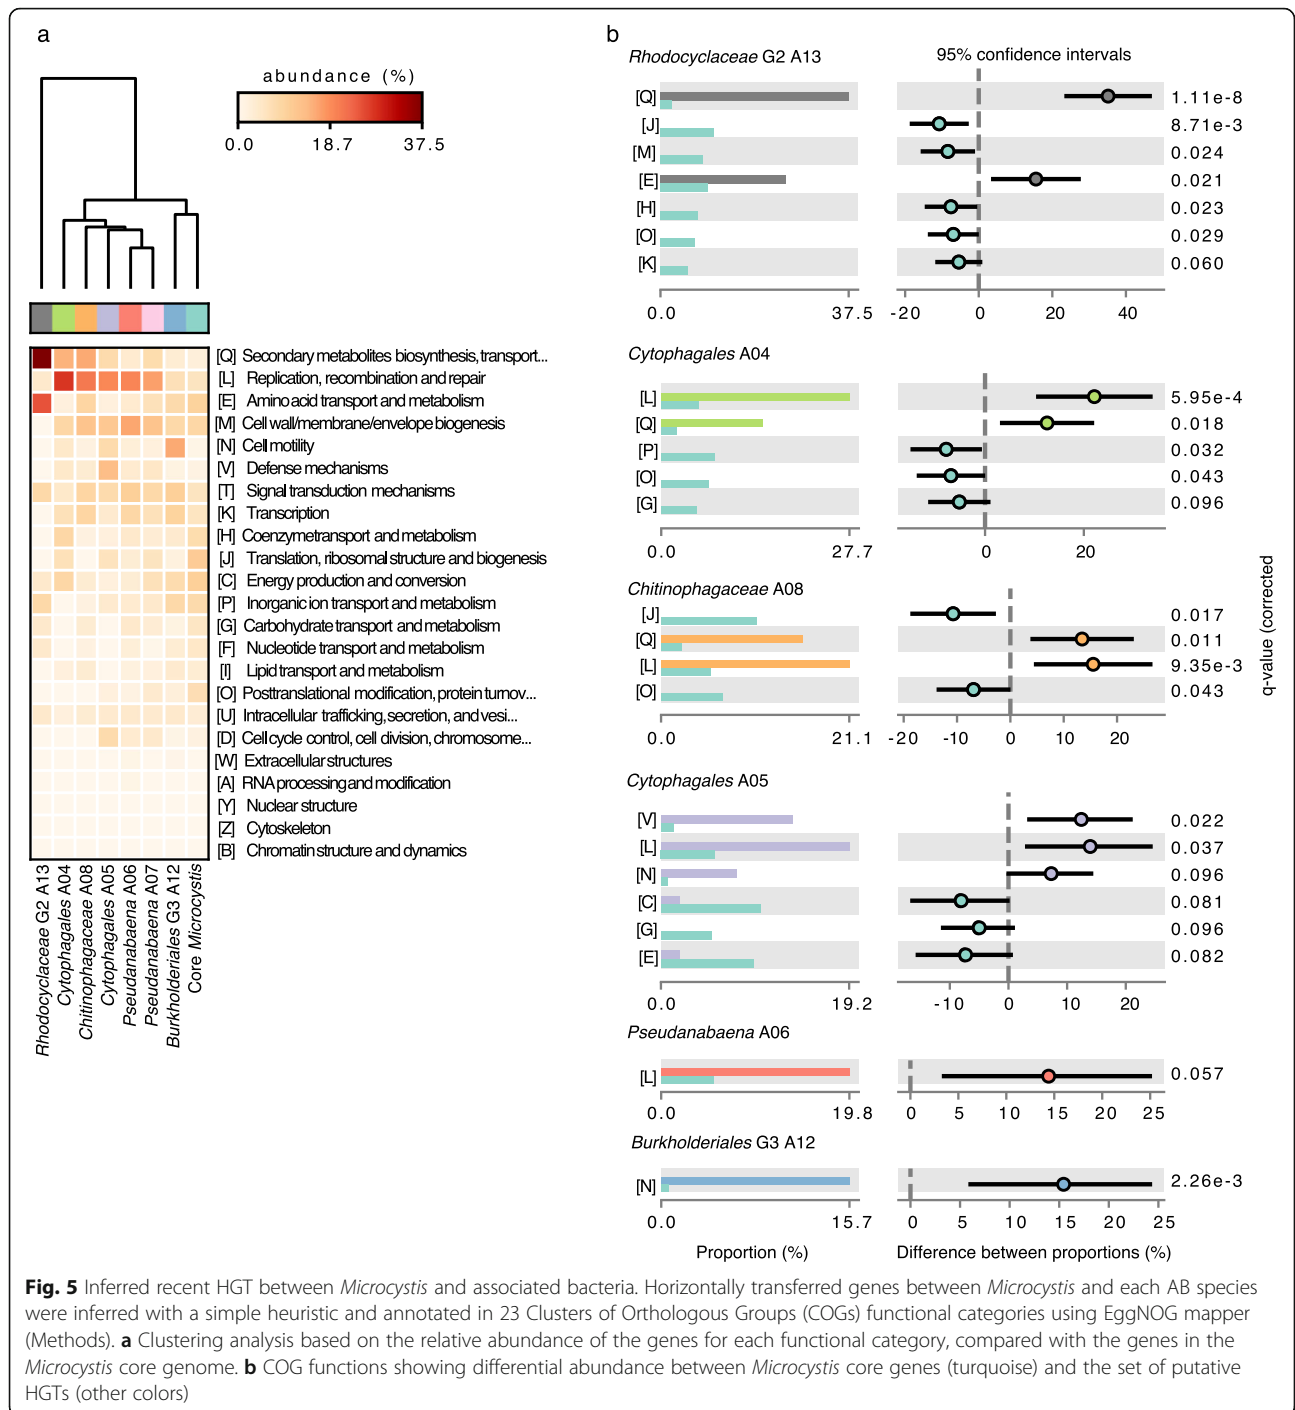 a
abundance (%)
0.0 18.7 37.5
[Q] Secondary metabolites biosynthesis, transport...
[L] Replication, recombination and repair
[E] Amino acid transport and metabolism
[M] Cell wall/membrane/envelope biogenesis
[N] Cell motility
[V] Defense mechanisms
[T] Signal transduction mechanisms
[K] Transcription
[H] Coenzyme transport and metabolism
[J] Translation, ribosomal structure and biogenesis
[C] Energy production and conversion
[P] Inorganic ion transport and metabolism
[G] Carbohydrate transport and metabolism
[F] Nucleotide transport and metabolism
[I] Lipid transport and metabolism
[O] Posttranslational modification, protein turnov...
[U] Intracellular trafficking, secretion, and vesi...
[D] Cell cycle control, cell division, chromosome...
[W] Extracellular structures
[A] RNA processing and modification
[Y] Nuclear structure
[Z] Cytoskeleton
[B] Chromatin structure and dynamics
Rhodocyclaceae G2 A13
Cytophagales A04
Chitinophagaceae A08
Cytophagales A05
Pseudanabaena A06
Pseudanabaena A07
Burkholderiales G3 A12
Core Microcystis
b
Rhodocyclaceae G2 A13 95% confidence intervals
[Q] 1.11e-8
[J] 8.71e-3
[M] 0.024
[E] 0.021
[H] 0.023
[O] 0.029
[K] 0.060
0.0 37.5 -20 0 20 40
Cytophagales A04
[L] 5.95e-4
[Q] 0.018
[P] 0.032
[O] 0.043
[G] 0.096
0.0 27.7 0 20
Chitinophagaceae A08
[J] 0.017
[Q] 0.011
[L] 9.35e-3
[O] 0.043
0.0 21.1 -20 -10 0 10 20
Cytophagales A05
[V] 0.022
[L] 0.037
[N] 0.096
[C] 0.081
[G] 0.096
[E] 0.082
0.0 19.2 -10 0 10 20
Pseudanabaena A06
[L] 0.057
0.0 19.8 0 5 10 15 20 25
Burkholderiales G3 A12
[N] 2.26e-3
0.0 15.7 0 5 10 15 20 25
Proportion (%) Difference between proportions (%)
q-value (corrected
Fig. 5 Inferred recent HGT between Microcystis and associated bacteria. Horizontally transferred genes between Microcystis and each AB species
were inferred with a simple heuristic and annotated in 23 Clusters of Orthologous Groups (COGs) functional categories using EggNOG mapper
(Methods). a Clustering analysis based on the relative abundance of the genes for each functional category, compared with the genes in the
Microcystis core genome. b COG functions showing differential abundance between Microcystis core genes (turquoise) and the set of putative
HGTs (other colors)